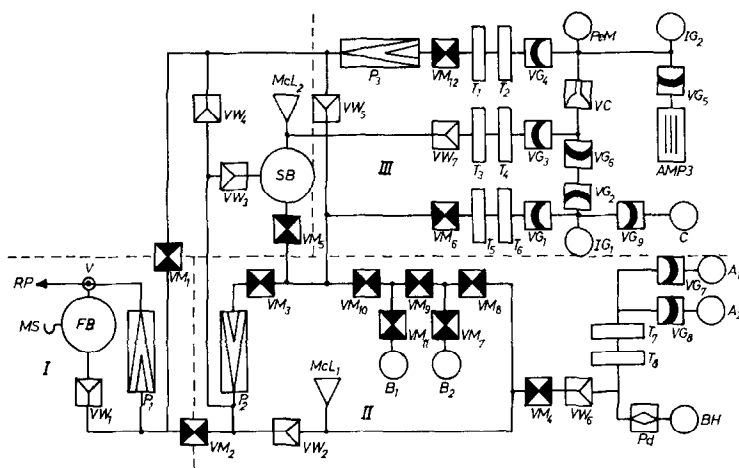 PeM
IG2
P3
VM12
T1
T2
VG4
VG5
McL2
VW4
VW5
VC
VW3
SB
III
VW7
T3
T4
VG3
VG6
AMP3
VG2
VM5
VM6
T5
T6
VG1
IG1
VG9
C
VM1
RP
V
VM3
VM10
VM9
VM8
VG7
A1
MS
FB
VM11
VM7
VG8
A2
T7
I
P1
P2
McL1
B1
B2
T8
VW1
II
VM4
VW6
VM2
VW2
Pd
BH